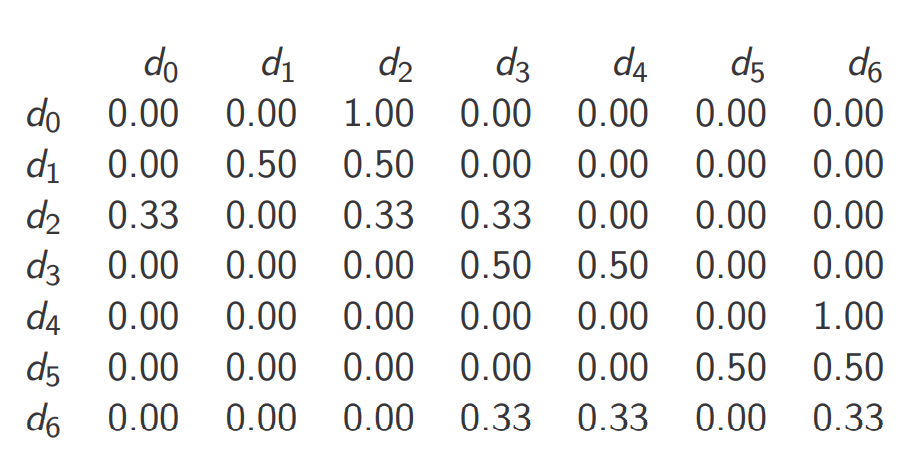 d₀ d₁ d₂ d₃ d₄ d₅ d₆
d₀ 0.00 0.00 1.00 0.00 0.00 0.00 0.00
d₁ 0.00 0.50 0.50 0.00 0.00 0.00 0.00
d₂ 0.33 0.00 0.33 0.33 0.00 0.00 0.00
d₃ 0.00 0.00 0.00 0.50 0.50 0.00 0.00
d₄ 0.00 0.00 0.00 0.00 0.00 0.00 1.00
d₅ 0.00 0.00 0.00 0.00 0.00 0.50 0.50
d₆ 0.00 0.00 0.00 0.33 0.33 0.00 0.33